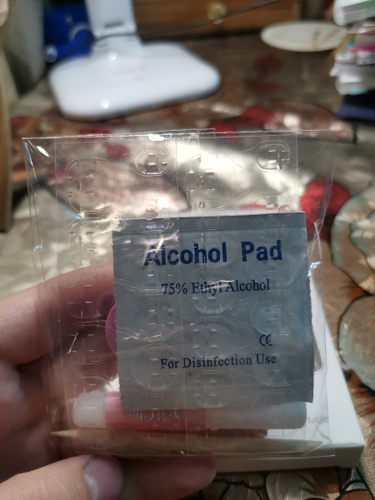 Alcohol Pad
75% Ethyl Alcohol
CE
For Disinfection Use